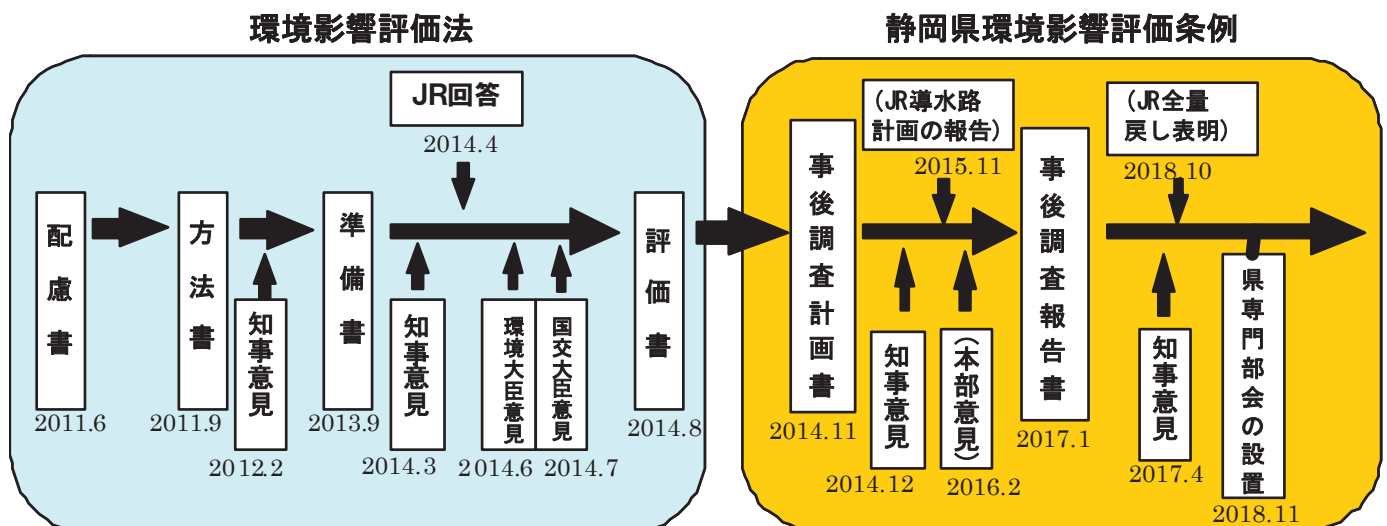 環境影響評価法
JR回答
2014.4
配慮書
2011.6
方法書
2011.9
知事意見
2012.2
準備書
2013.9
知事意見
2014.3
環境大臣意見
2014.6
国交大臣意見
2014.7
評価書
2014.8
静岡県環境影響評価条例
事後調査計画書
2014.11
(JR導水路
計画の報告)
2015.11
知事意見
2014.12
(本部意見)
2016.2
事後調査報告書
2017.1
(JR全量
戻し表明)
2018.10
知事意見
2017.4
県専門部会の設置
2018.11